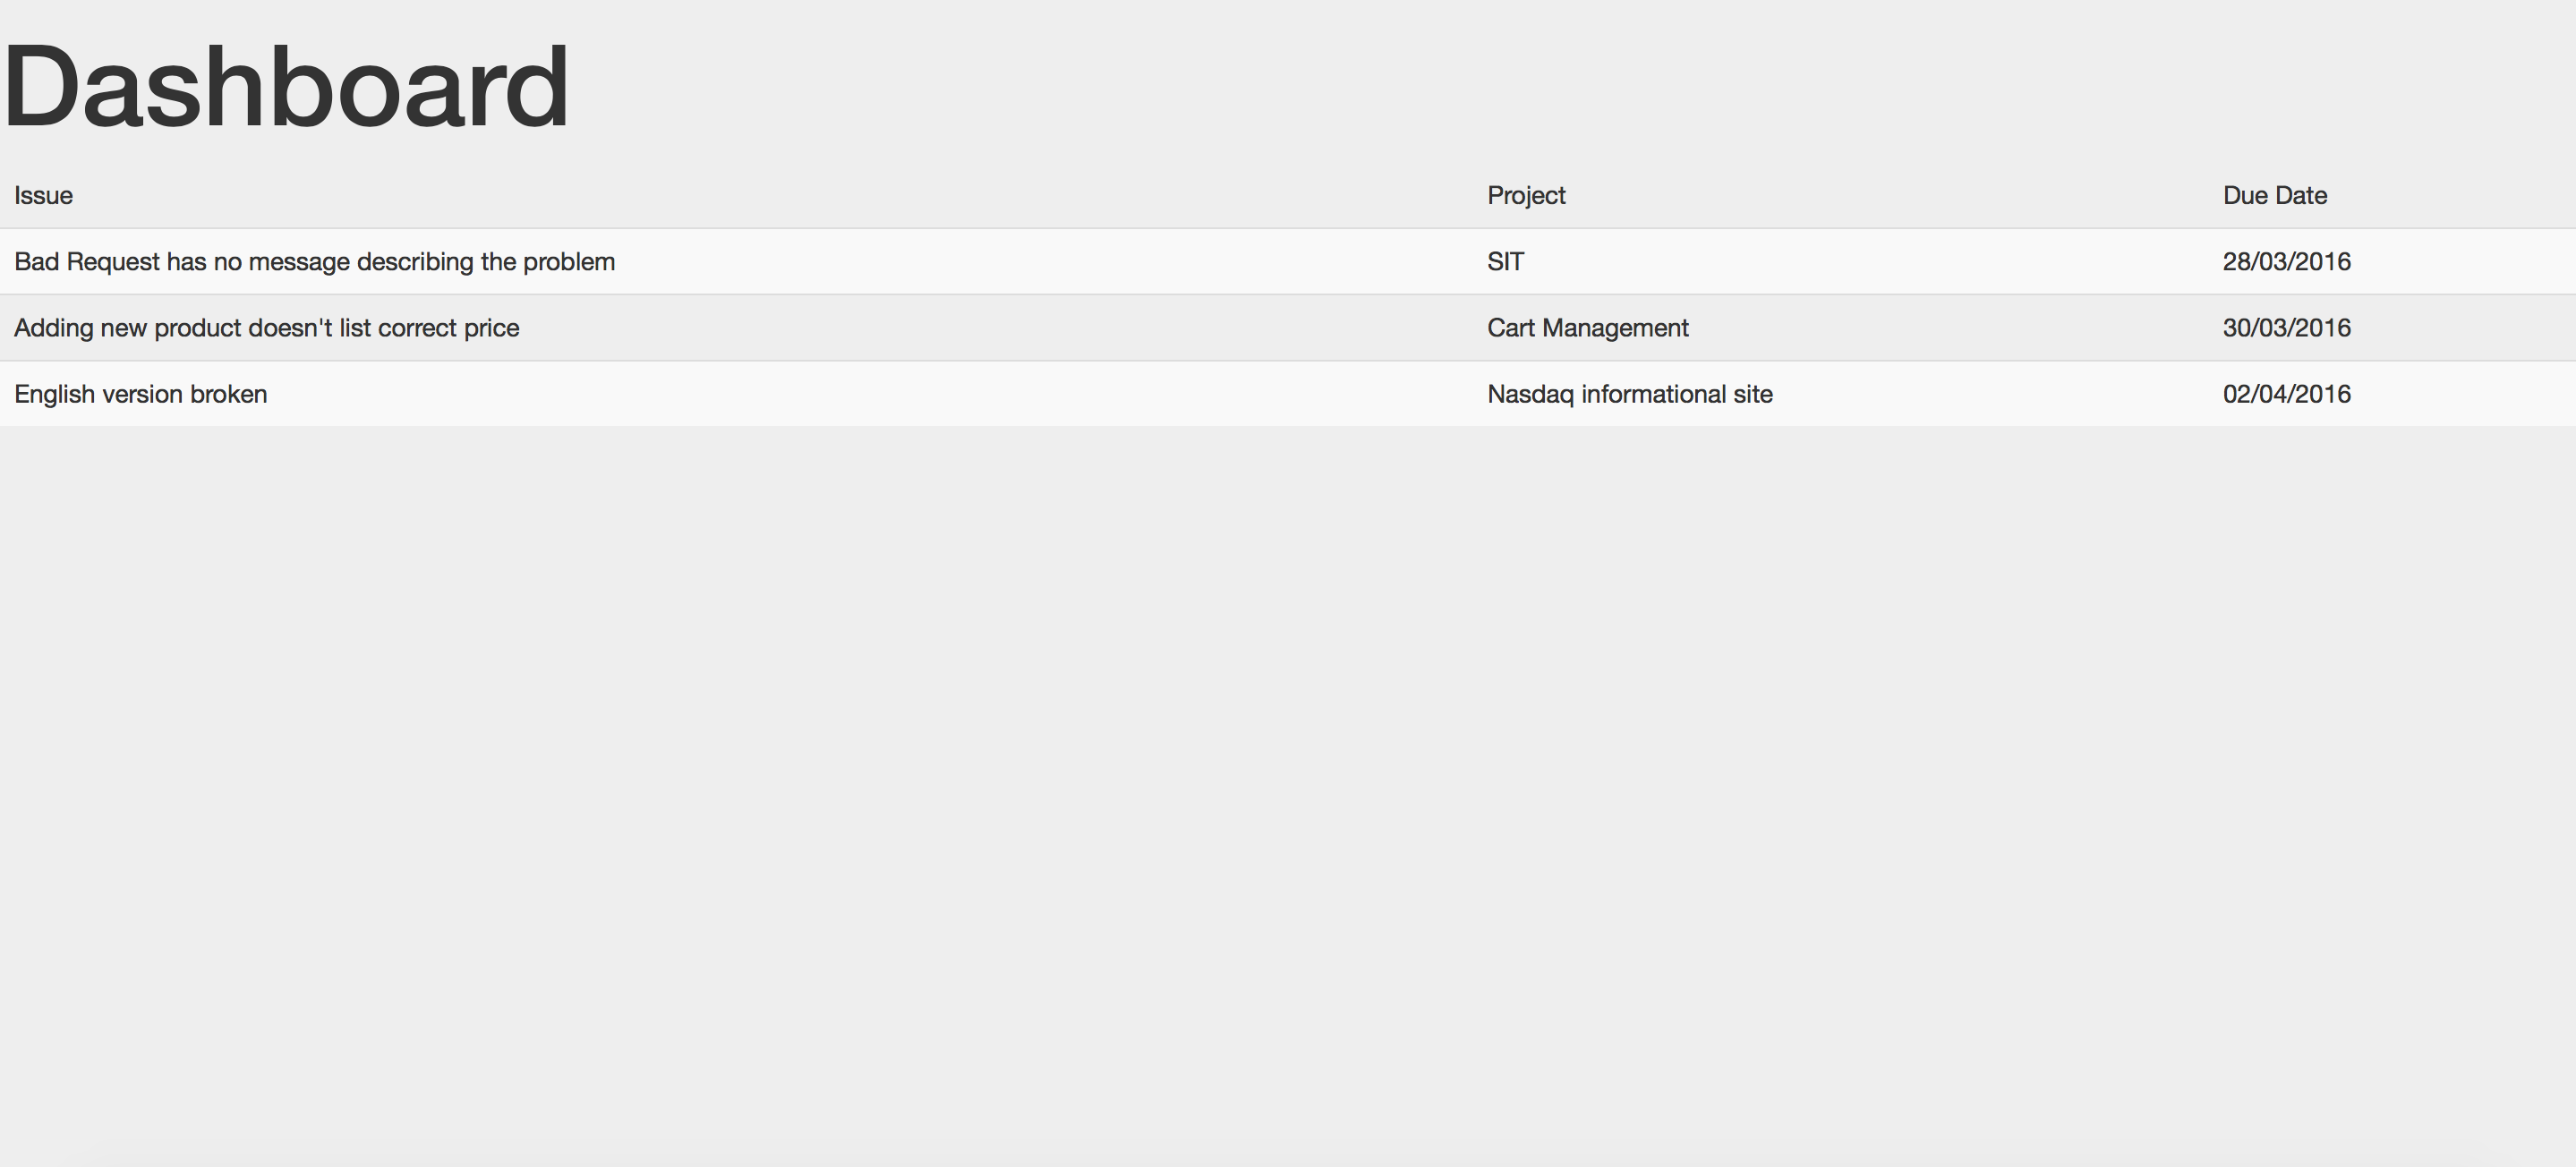 Dashboard
Issue Project Due Date
Bad Request has no message describing the problem SIT 28/03/2016
Adding new product doesn't list correct price Cart Management 30/03/2016
English version broken Nasdaq informational site 02/04/2016